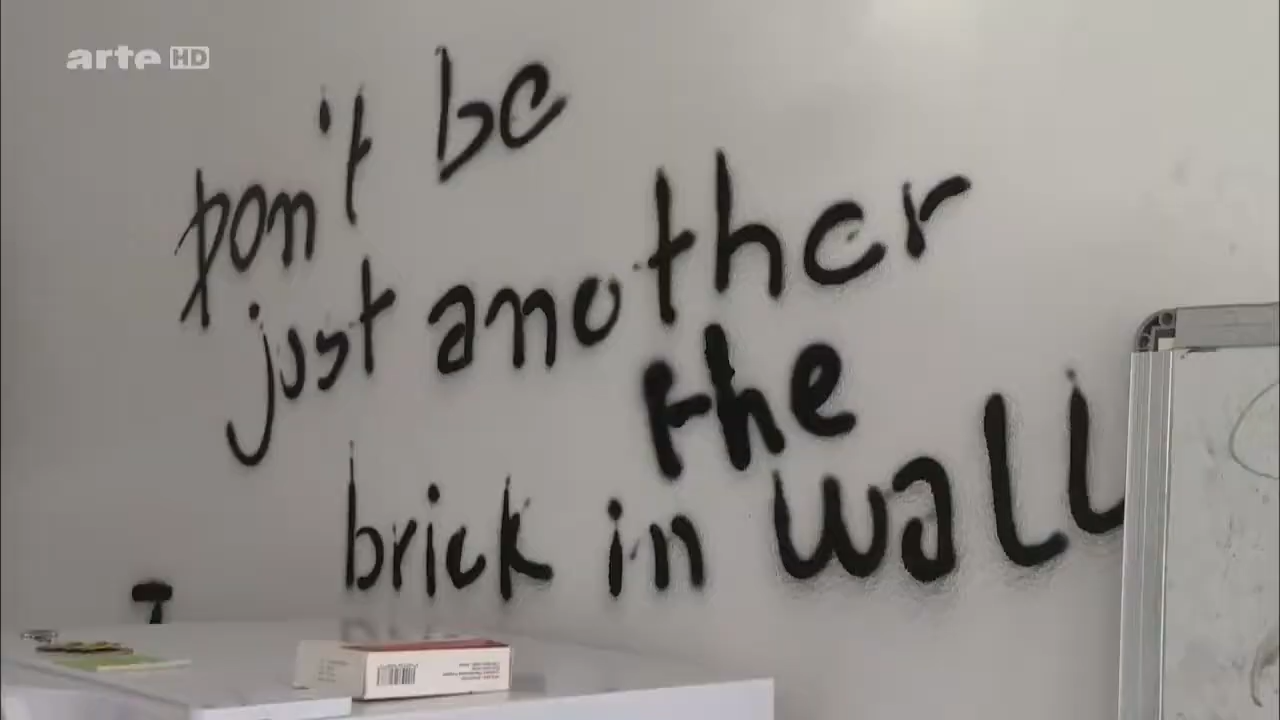 arte HD
Don't be
just another
the
brick in wall